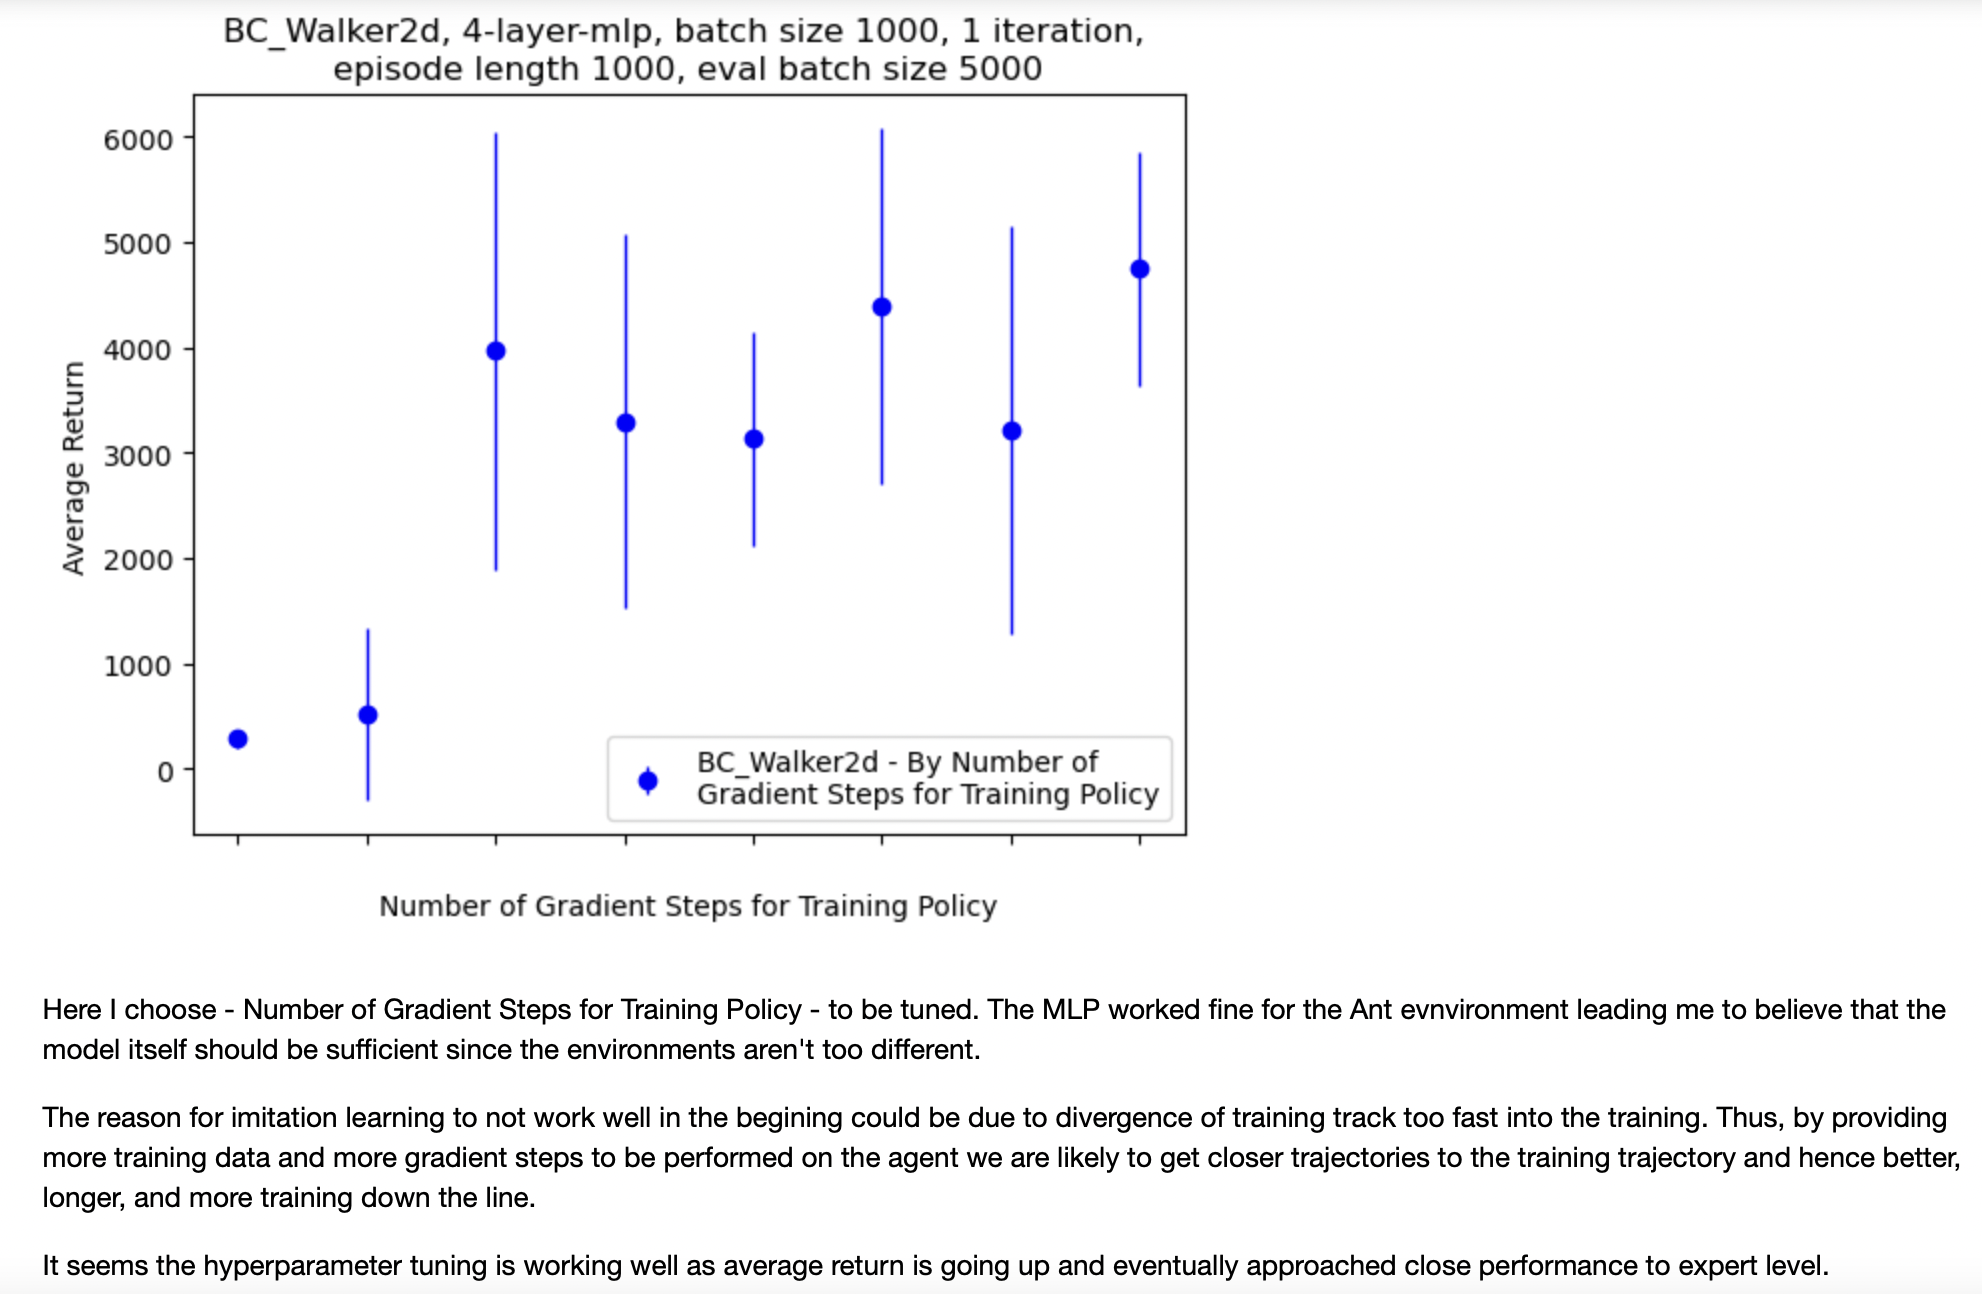 BC_Walker2d, 4-layer-mlp, batch size 1000, 1 iteration,
episode length 1000, eval batch size 5000
6000
5000
4000
3000
2000
1000
0
Average Return
BC_Walker2d - By Number of
Gradient Steps for Training Policy
Number of Gradient Steps for Training Policy
Here I choose - Number of Gradient Steps for Training Policy - to be tuned. The MLP worked fine for the Ant evnvironment leading me to believe that the
model itself should be sufficient since the environments aren't too different.
The reason for imitation learning to not work well in the begining could be due to divergence of training track too fast into the training. Thus, by providing
more training data and more gradient steps to be performed on the agent we are likely to get closer trajectories to the training trajectory and hence better,
longer, and more training down the line.
It seems the hyperparameter tuning is working well as average return is going up and eventually approached close performance to expert level.